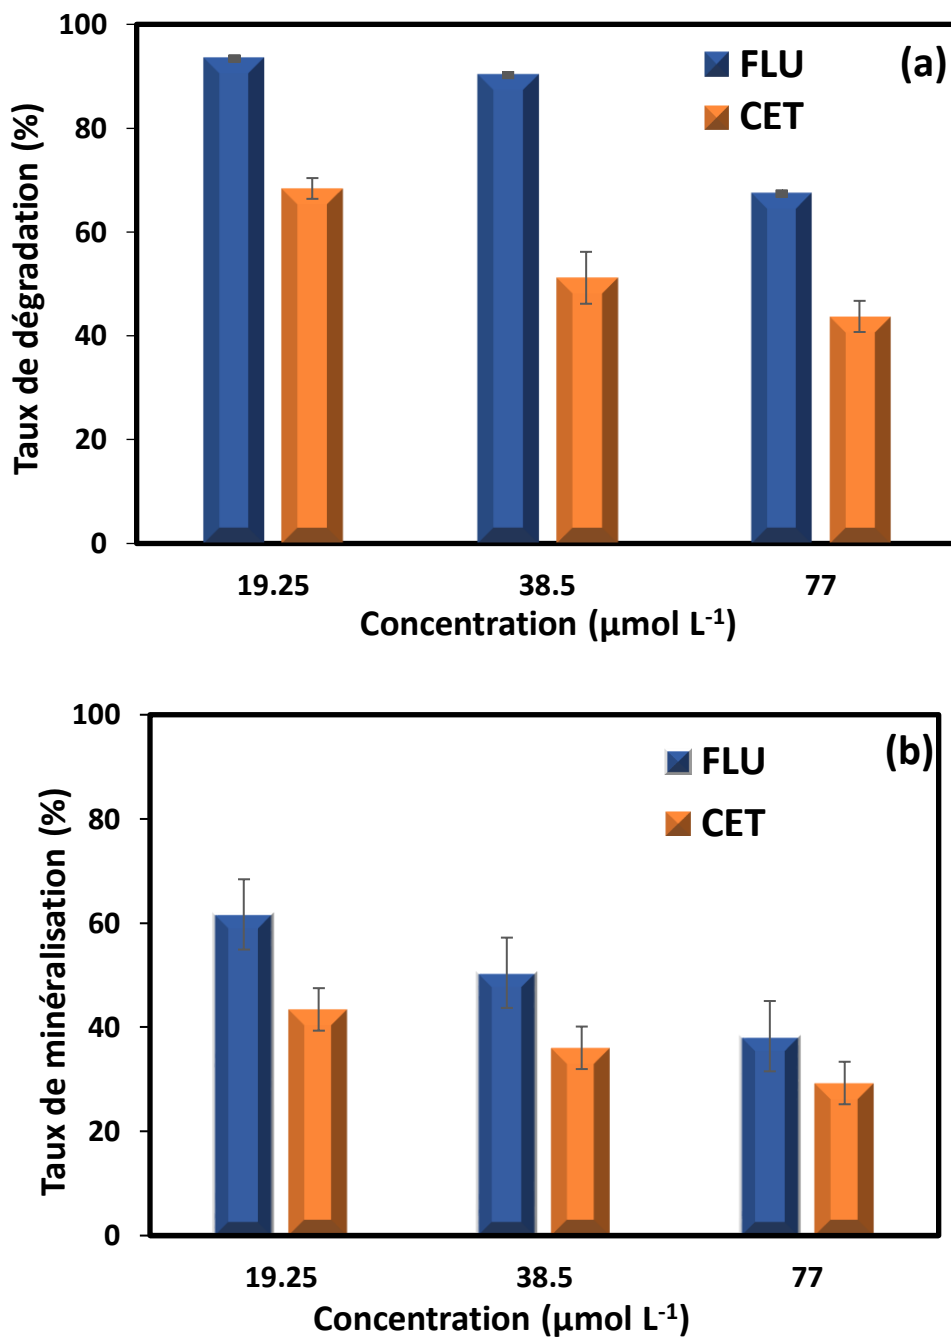 Taux de dégradation (%)
100
80
60
40
20
0
FLU
CET
(a)
19.25 38.5 77
Concentration (µmol L-1)
Taux de minéralisation (%)
100
80
60
40
20
0
FLU
CET
(b)
19.25 38.5 77
Concentration (µmol L-1)